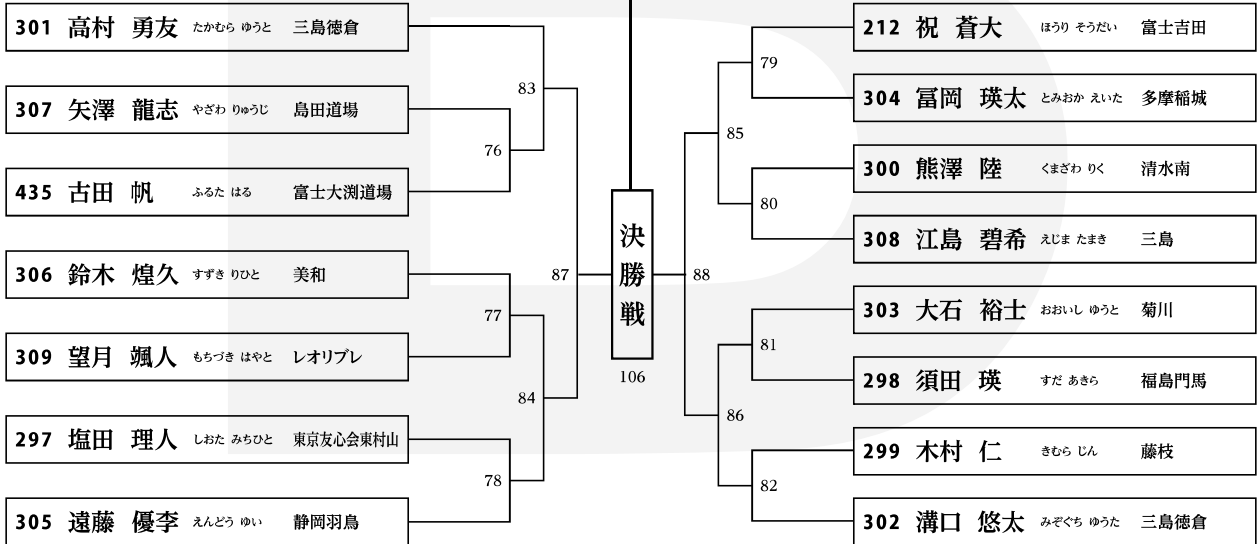 301 高村 勇友 たかむら ゆうと 三島徳倉
307 矢澤 龍志 やざわ りゅうじ 島田道場
435 古田 帆 ふるた はる 富士大渕道場
306 鈴木 煌久 すずき りひと 美和
309 望月 颯人 もちづき はやと レオリブレ
297 塩田 理人 しおた みちひと 東京友心会東村山
305 遠藤 優李 えんどう ゆい 静岡羽鳥
83
76
77
84
78
87
決勝戦
106
88
85
86
79
80
81
82
212 祝 蒼大 ほうり そうだい 富士吉田
304 冨岡 瑛太 とみおか えいた 多摩稲城
300 熊澤 陸 くまざわ りく 清水南
308 江島 碧希 えじま たまき 三島
303 大石 裕士 おおいし ゆうと 菊川
298 須田 瑛 すだ あきら 福島門馬
299 木村 仁 きむら じん 藤枝
302 溝口 悠太 みぞぐち ゆうた 三島徳倉